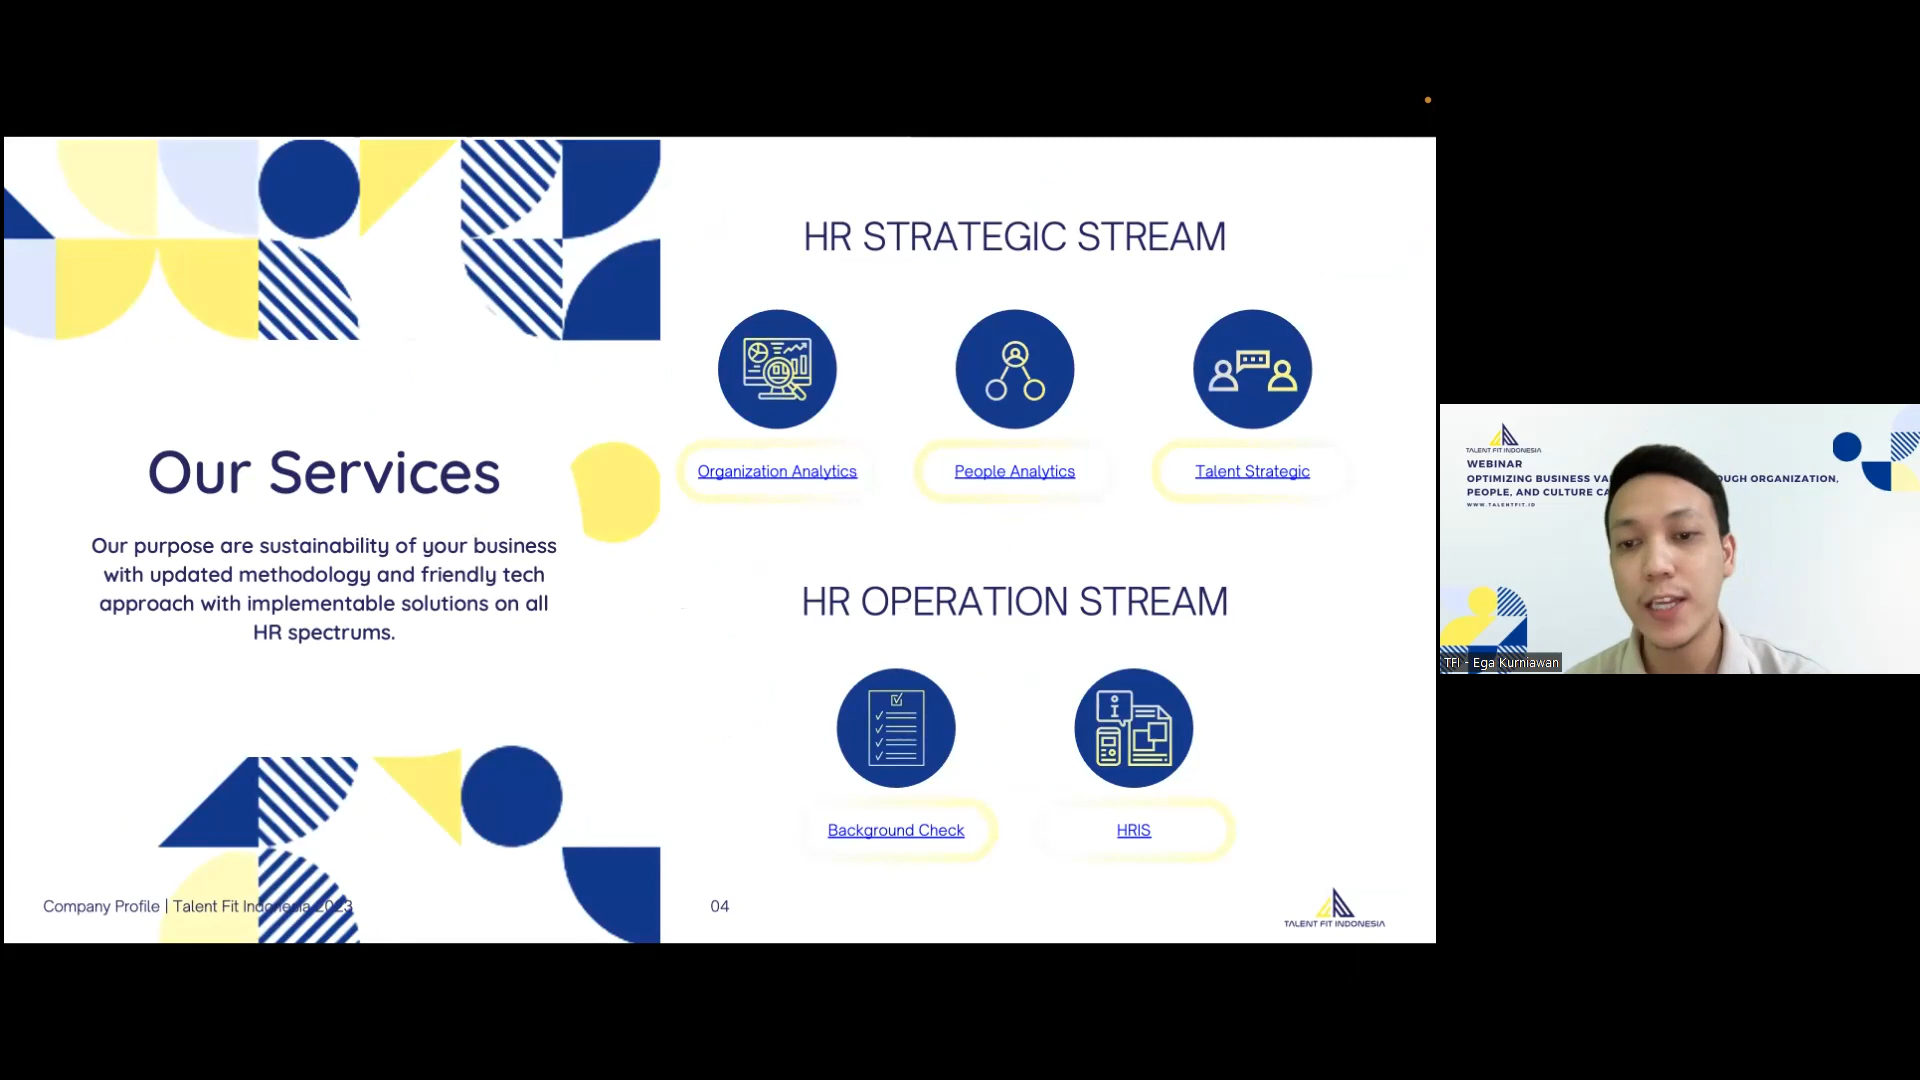 Our Services
Our purpose are sustainability of your business
with updated methodology and friendly tech
approach with implementable solutions on all
HR spectrums.
Company Profile | Talent Fit Indonesia 2023
HR STRATEGIC STREAM
Organization Analytics
People Analytics
Talent Strategic
HR OPERATION STREAM
Background Check
HRIS
04
TALENT FIT INDONESIA
TALENT FIT INDONESIA
WEBINAR
OPTIMIZING BUSINESS ORGANIZATION,
PEOPLE, AND CULTURE
WWW.TALENTFIT.ID
TFI - Ega Kurniawan